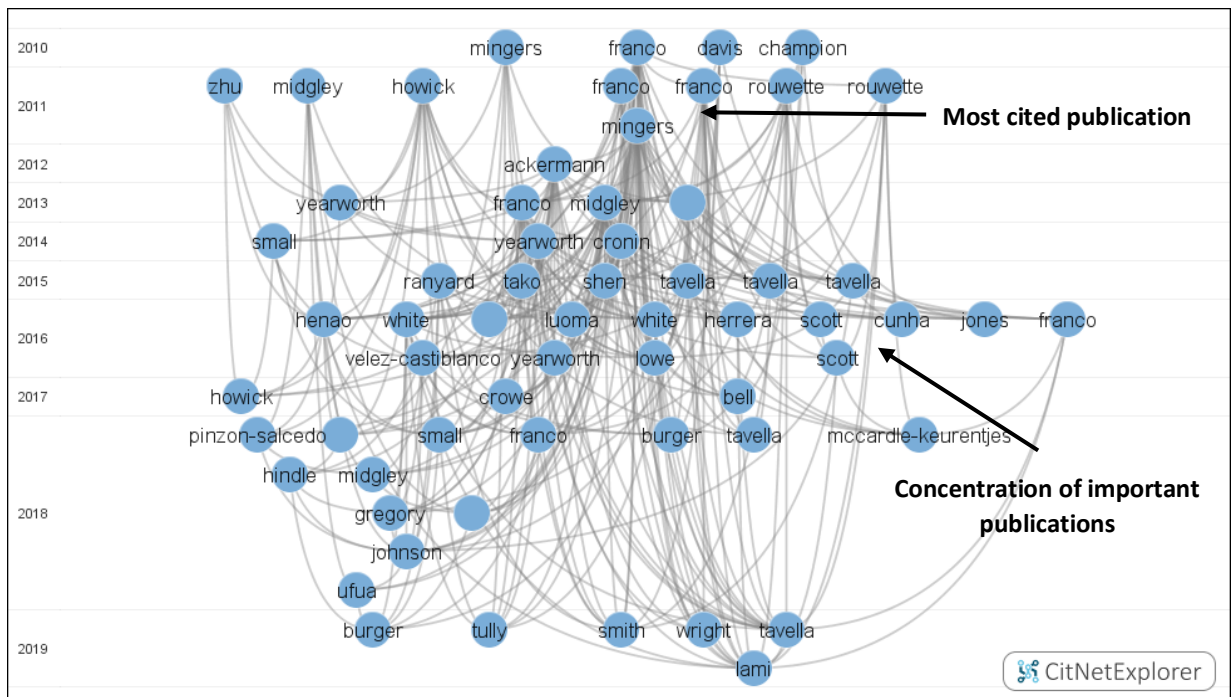 2010
mingers franco davis champion
zhu midgley howick franco franco rouwette rouwette
2011
Most cited publication
mingers
2012
ackermann
2013
yearworth franco midgley
2014
small yearworth cronin
2015
ranyard tako shen tavella tavella tavella
henao white luoma white herrera scott cunha jones franco
2016
velez-castiblanco yearworth lowe scott
2017
howick crowe bell
pinzon-salcedo small franco burger tavella mccardle-keurentjes
hindle midgley
Concentration of important
publications
2018
gregory
johnson
ufua
burger tully smith wright tavella
2019
lami
CitNetExplorer